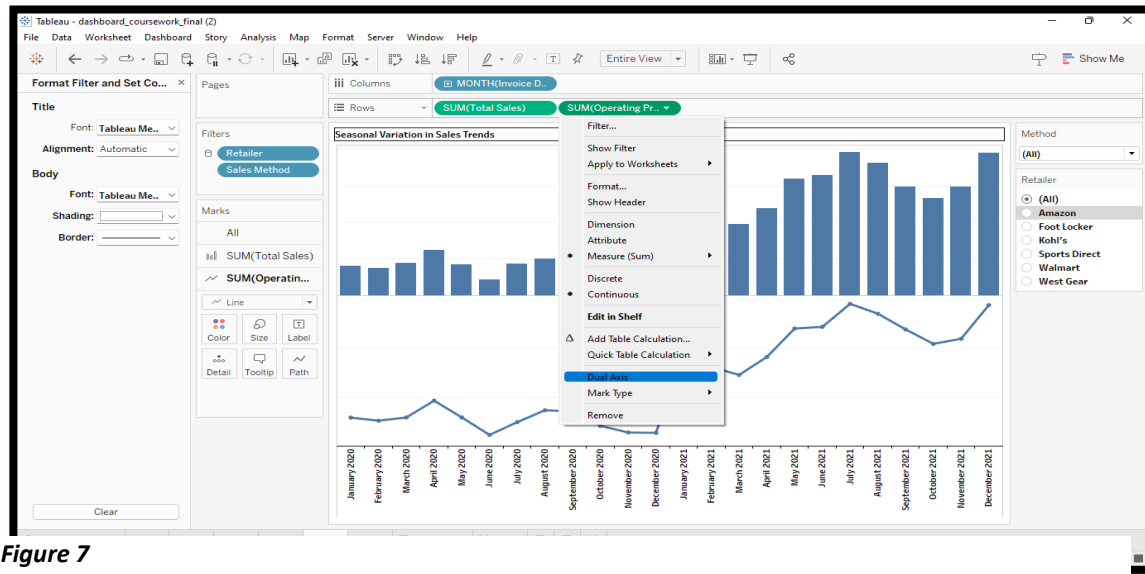 Tableau - dashboard_coursework_final (2)
File Data Worksheet Dashboard Story Analysis Map Format Server Window Help
Entire View
Show Me
Format Filter and Set Co... ×
Title
Font: Tableau Me..
Alignment: Automatic
Body
Font: Tableau Me..
Shading:
Border:
Clear
Pages
Filters
Retailer
Sales Method
Marks
All
SUM(Total Sales)
SUM(Operatin...
Line
Color Size Label
Detail Tooltip Path
Columns
MONTH(Invoice D..
Rows
SUM(Total Sales) SUM(Operating Pr..
Seasonal Variation in Sales Trends
Filter...
Show Filter
Apply to Worksheets
Format...
Show Header
Dimension
Attribute
Measure (Sum)
Discrete
Continuous
Edit in Shelf
Add Table Calculation...
Quick Table Calculation
Dual Axis
Mark Type
Remove
January 2020
February 2020
March 2020
April 2020
May 2020
June 2020
July 2020
August 2020
September 2020
October 2020
November 2020
December 2020
January 2021
February 2021
March 2021
April 2021
May 2021
June 2021
July 2021
August 2021
September 2021
October 2021
November 2021
December 2021
Method
(All)
Retailer
(All)
Amazon
Foot Locker
Kohl's
Sports Direct
Walmart
West Gear
Figure 7